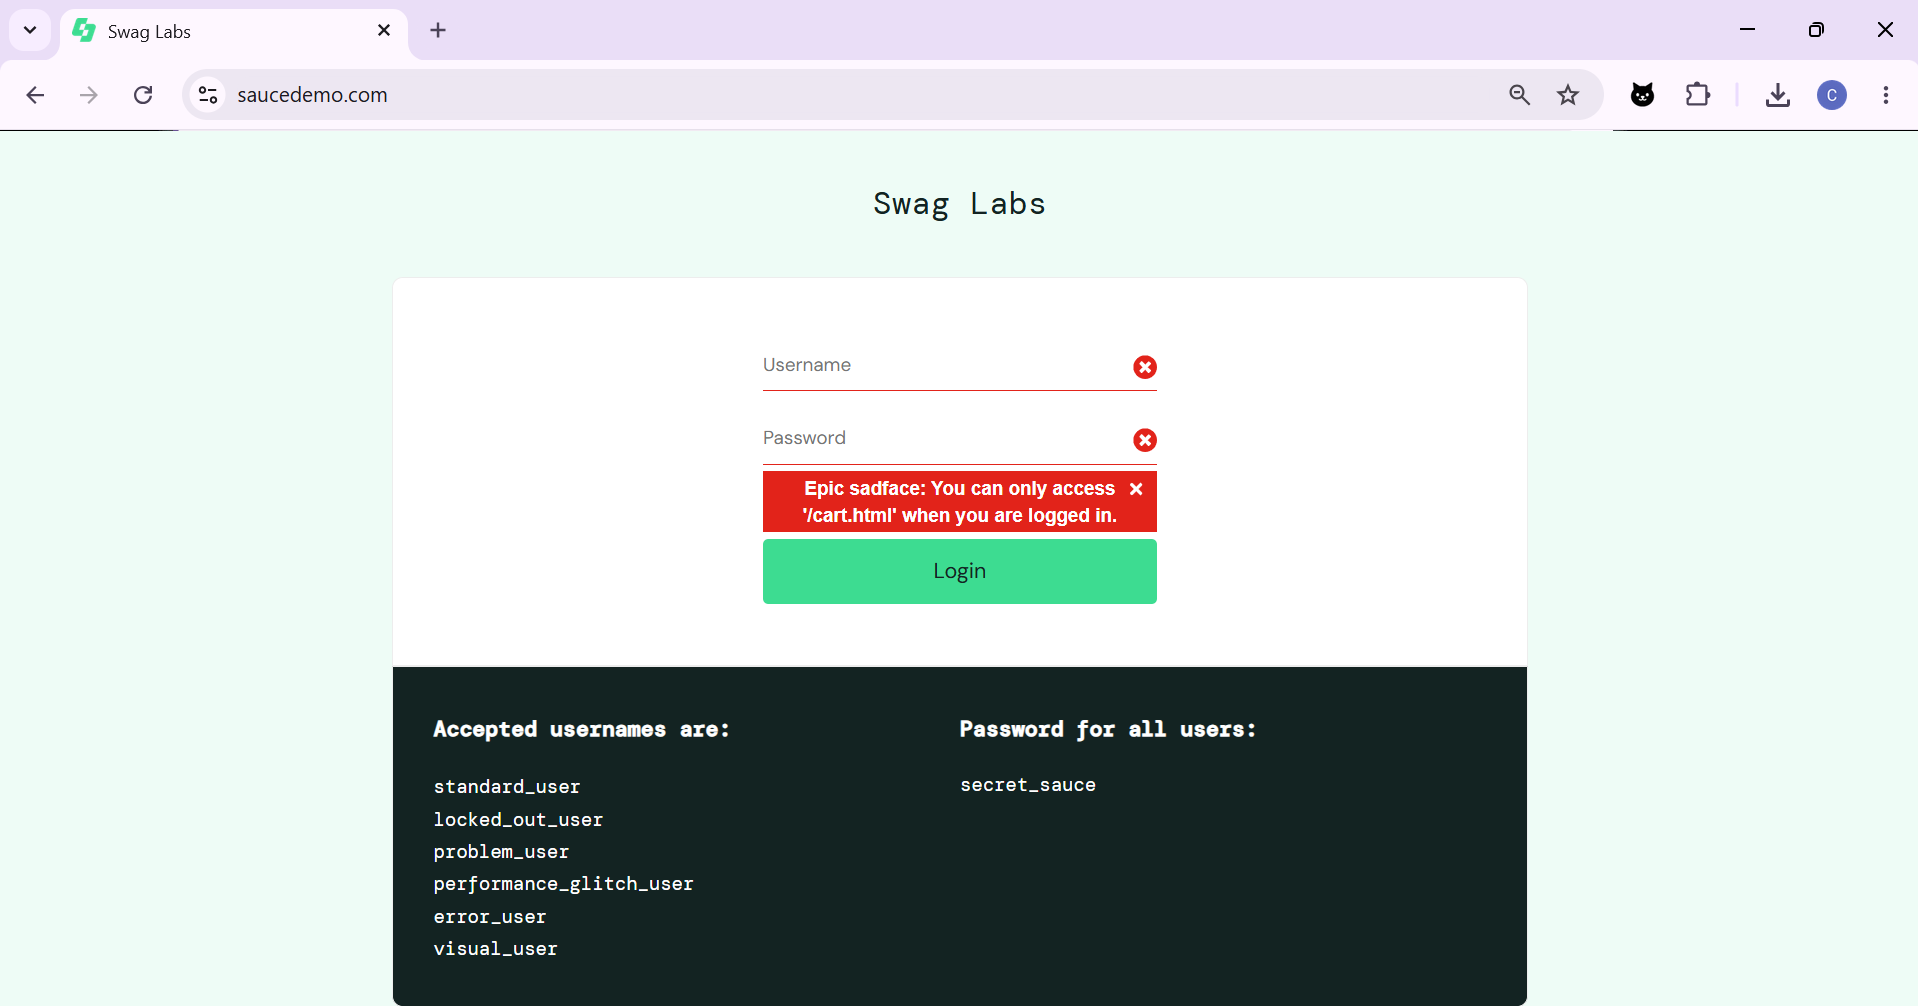 Swag Labs
saucedemo.com
C
Swag Labs
Username
Password
Epic sadface: You can only access
'/cart.html' when you are logged in.
Login
Accepted usernames are:
standard_user
locked_out_user
problem_user
performance_glitch_user
error_user
visual_user
Password for all users:
secret_sauce